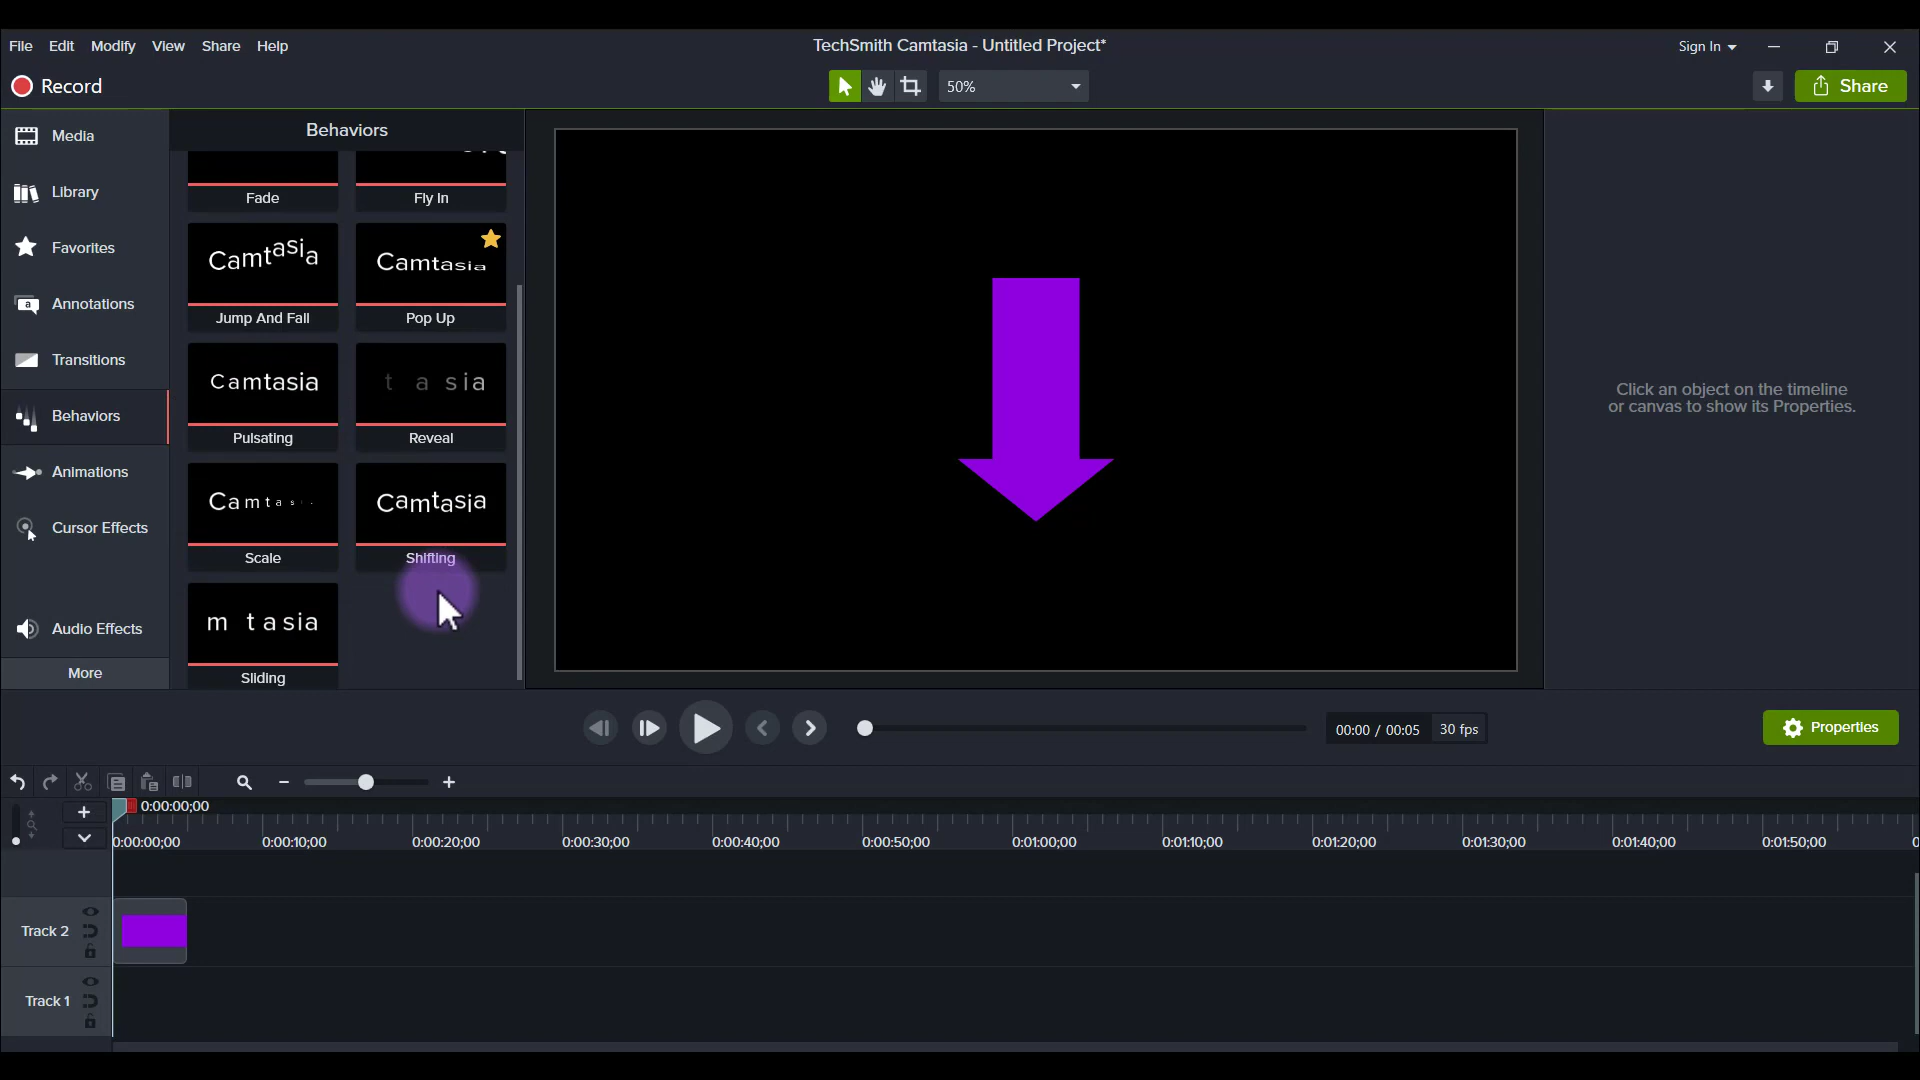 File Edit Modify View Share Help
TechSmith Camtasia - Untitled Project*
Sign In
Record
50%
Share
Media
Library
Favorites
Annotations
Transitions
Behaviors
Animations
Cursor Effects
Audio Effects
More
Behaviors
Fade
Fly In
Camtasia
Camtasia
Jump And Fall
Pop Up
Camtasia
t a sia
Pulsating
Reveal
Camtas
Camtasia
Scale
Shifting
m t a sia
Sliding
Click an object on the timeline
or canvas to show its Properties.
00:00 / 00:05
30 fps
Properties
0:00:00;00
0:00:00;00 0:00:10;00 0:00:20;00 0:00:30;00 0:00:40;00 0:00:50;00 0:01:00;00 0:01:10;00 0:01:20;00 0:01:30;00 0:01:40;00 0:01:50;00
Track 2
Track 1